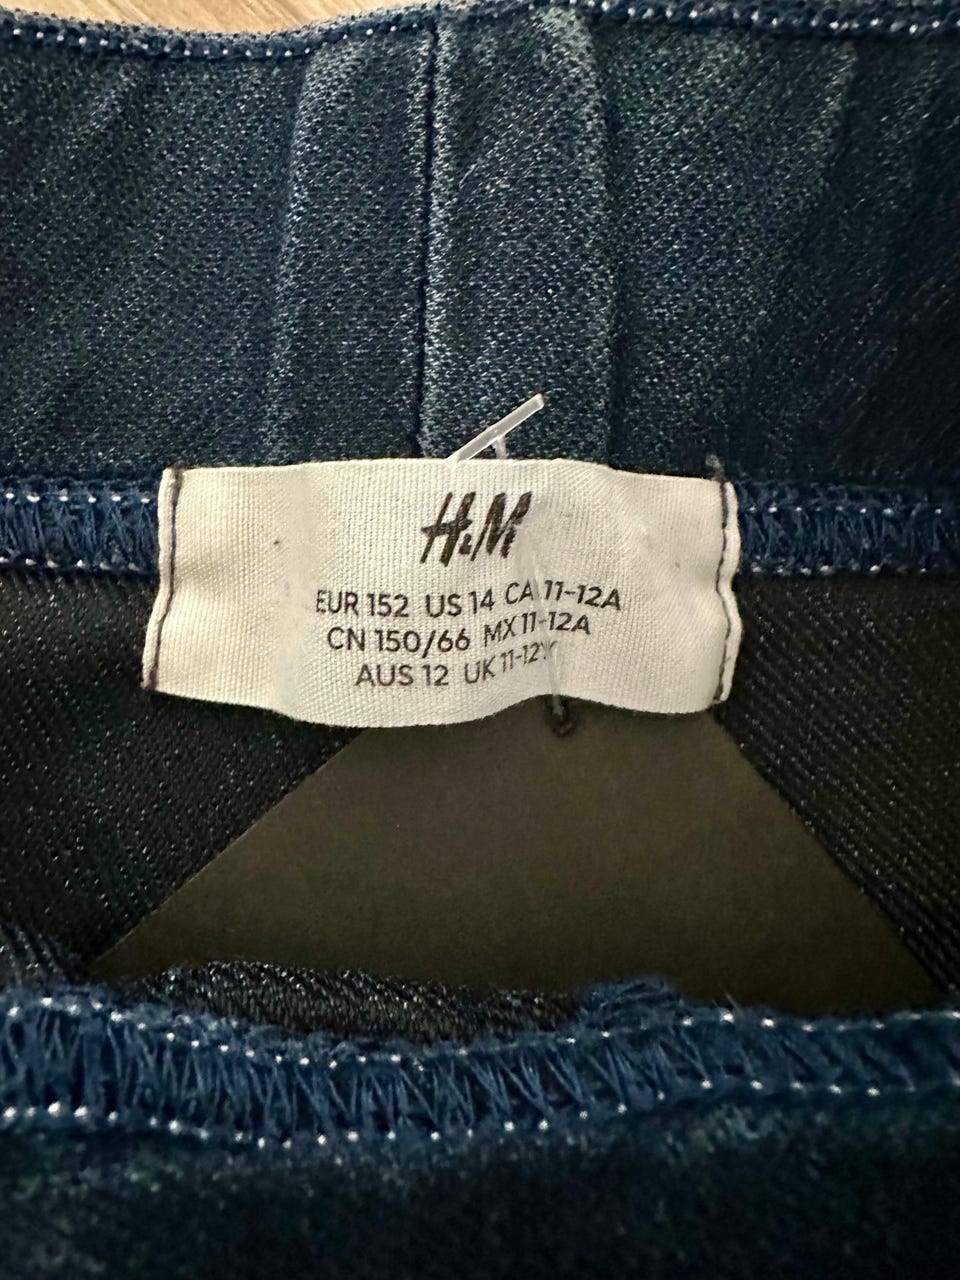 H&M
EUR 152 US 14 CA 11-12A
CN 150/66 MX 11-12A
AUS 12 UK 11-12Y